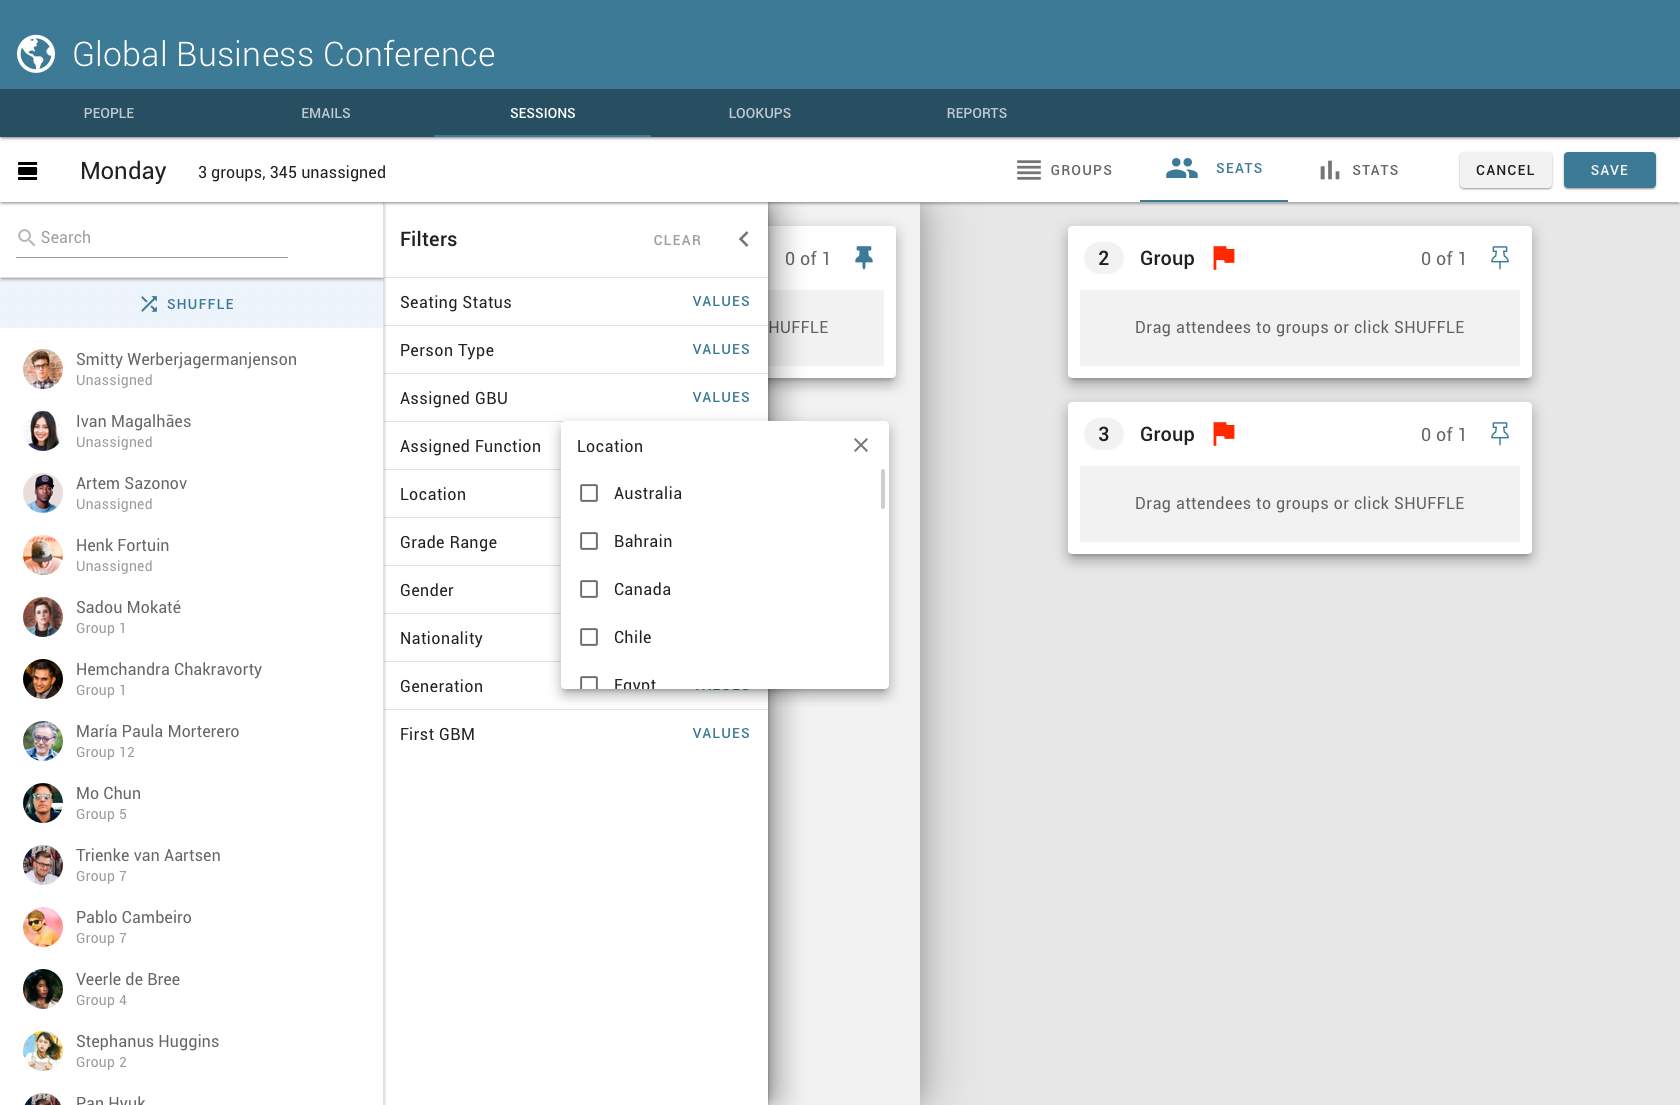 Global Business Conference
PEOPLE
EMAILS
SESSIONS
LOOKUPS
REPORTS
Monday
3 groups, 345 unassigned
GROUPS
SEATS
STATS
CANCEL
SAVE
Search
SHUFFLE
Smitty Werberjagermanjenson
Unassigned
Ivan Magalhães
Unassigned
Artem Sazonov
Unassigned
Henk Fortuin
Unassigned
Sadou Mokaté
Group 1
Hemchandra Chakravorty
Group 1
María Paula Morterero
Group 12
Mo Chun
Group 5
Trienke van Aartsen
Group 7
Pablo Cambeiro
Group 7
Veerle de Bree
Group 4
Stephanus Huggins
Group 2
Pan Hyuk
Filters
CLEAR
Seating Status
VALUES
Person Type
VALUES
Assigned GBU
VALUES
Assigned Function
Location
Grade Range
Gender
Nationality
Generation
VALUES
First GBM
VALUES
Location
Australia
Bahrain
Canada
Chile
Egypt
0 of 1
HUFFLE
2 Group
0 of 1
Drag attendees to groups or click SHUFFLE
3 Group
0 of 1
Drag attendees to groups or click SHUFFLE